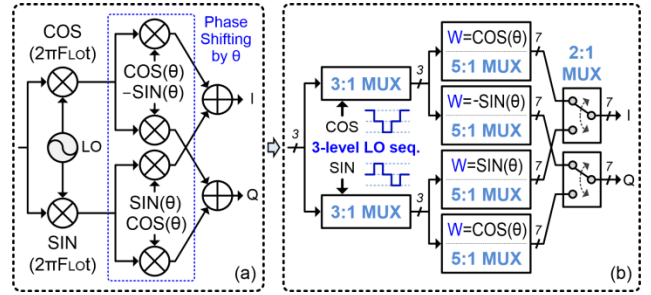 COS
(2πFLOt)
Phase
Shifting
by θ
COS(θ)
–SIN(θ)
I
LO
SIN(θ)
COS(θ)
Q
SIN
(2πFLOt)
(a)
3
3:1 MUX
3
COS
3-level LO seq.
SIN
3:1 MUX
3
W=COS(θ)
5:1 MUX
7
W=-SIN(θ)
5:1 MUX
7
W=SIN(θ)
5:1 MUX
7
W=COS(θ)
5:1 MUX
7
2:1
MUX
7
I
7
Q
(b)